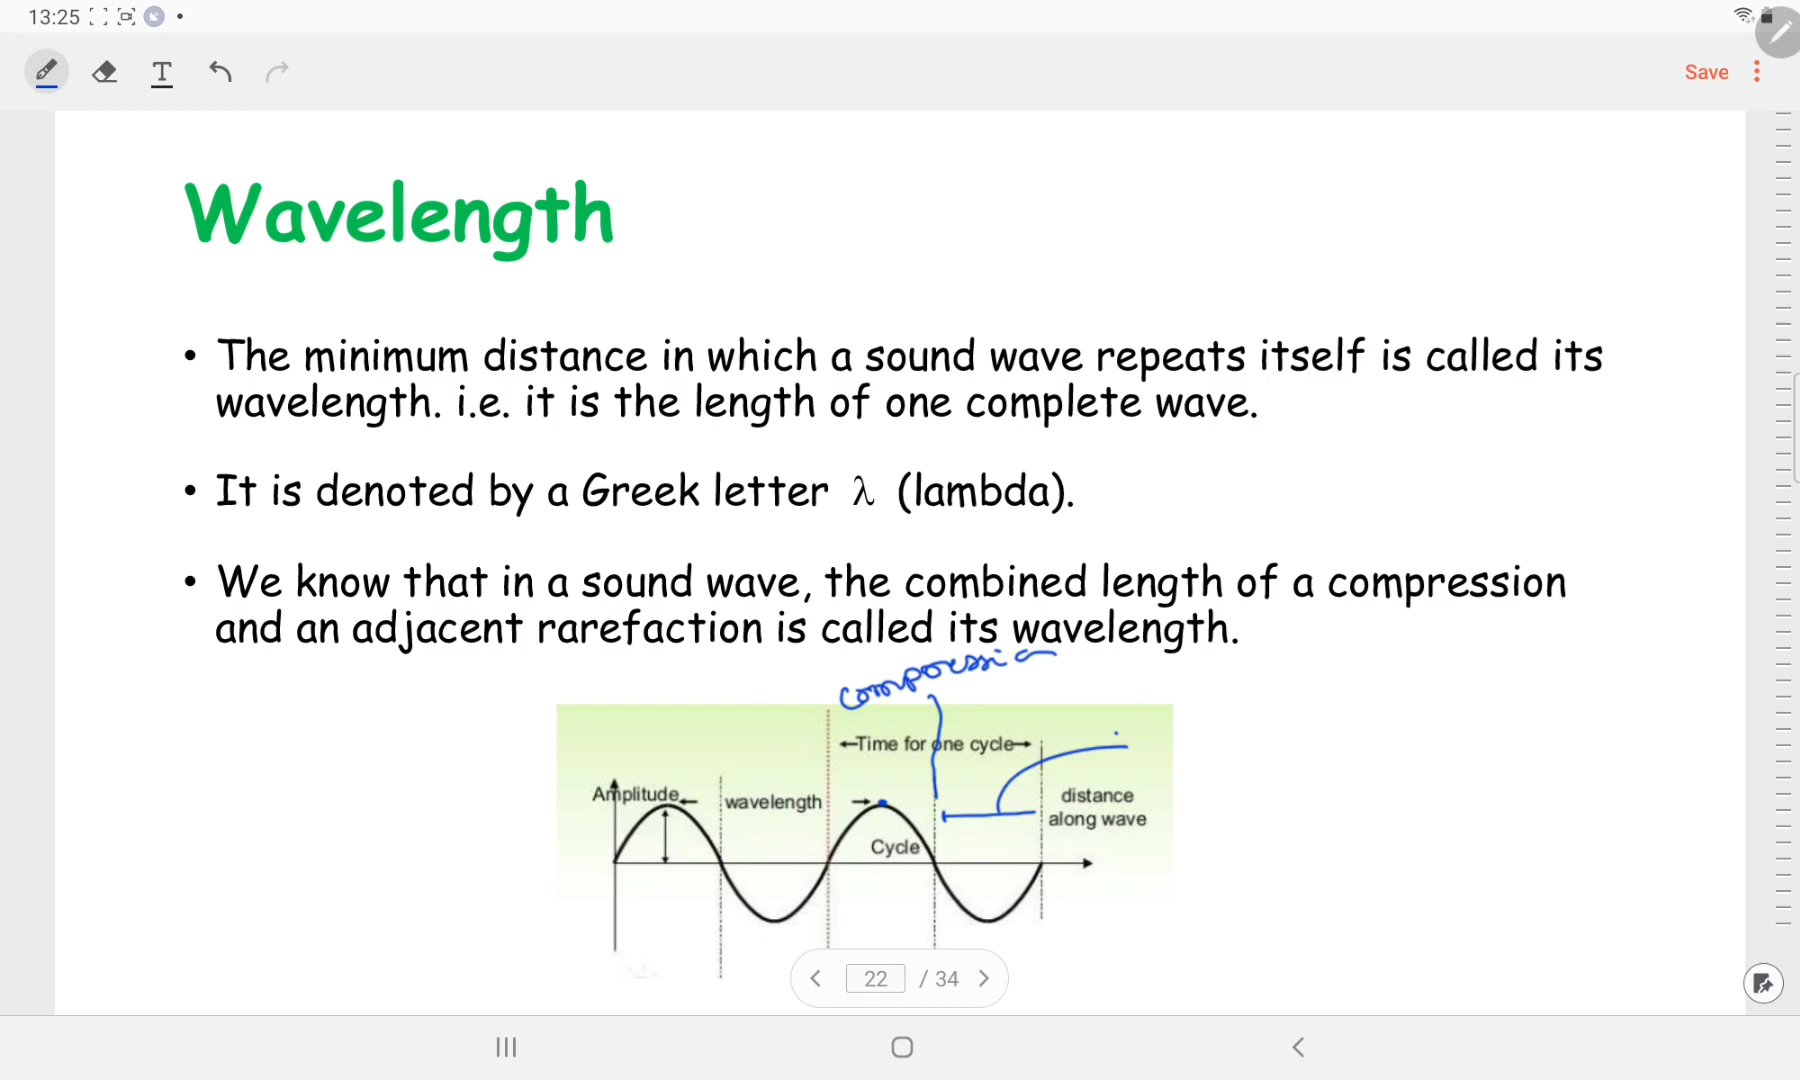 13:25
T
Save
Wavelength
• The minimum distance in which a sound wave repeats itself is called its
wavelength. i.e. it is the length of one complete wave.
• It is denoted by a Greek letter λ (lambda).
• We know that in a sound wave, the combined length of a compression
and an adjacent rarefaction is called its wavelength.
Time for one cycle
Amplitude
wavelength
distance
along wave
Cycle
22 / 34